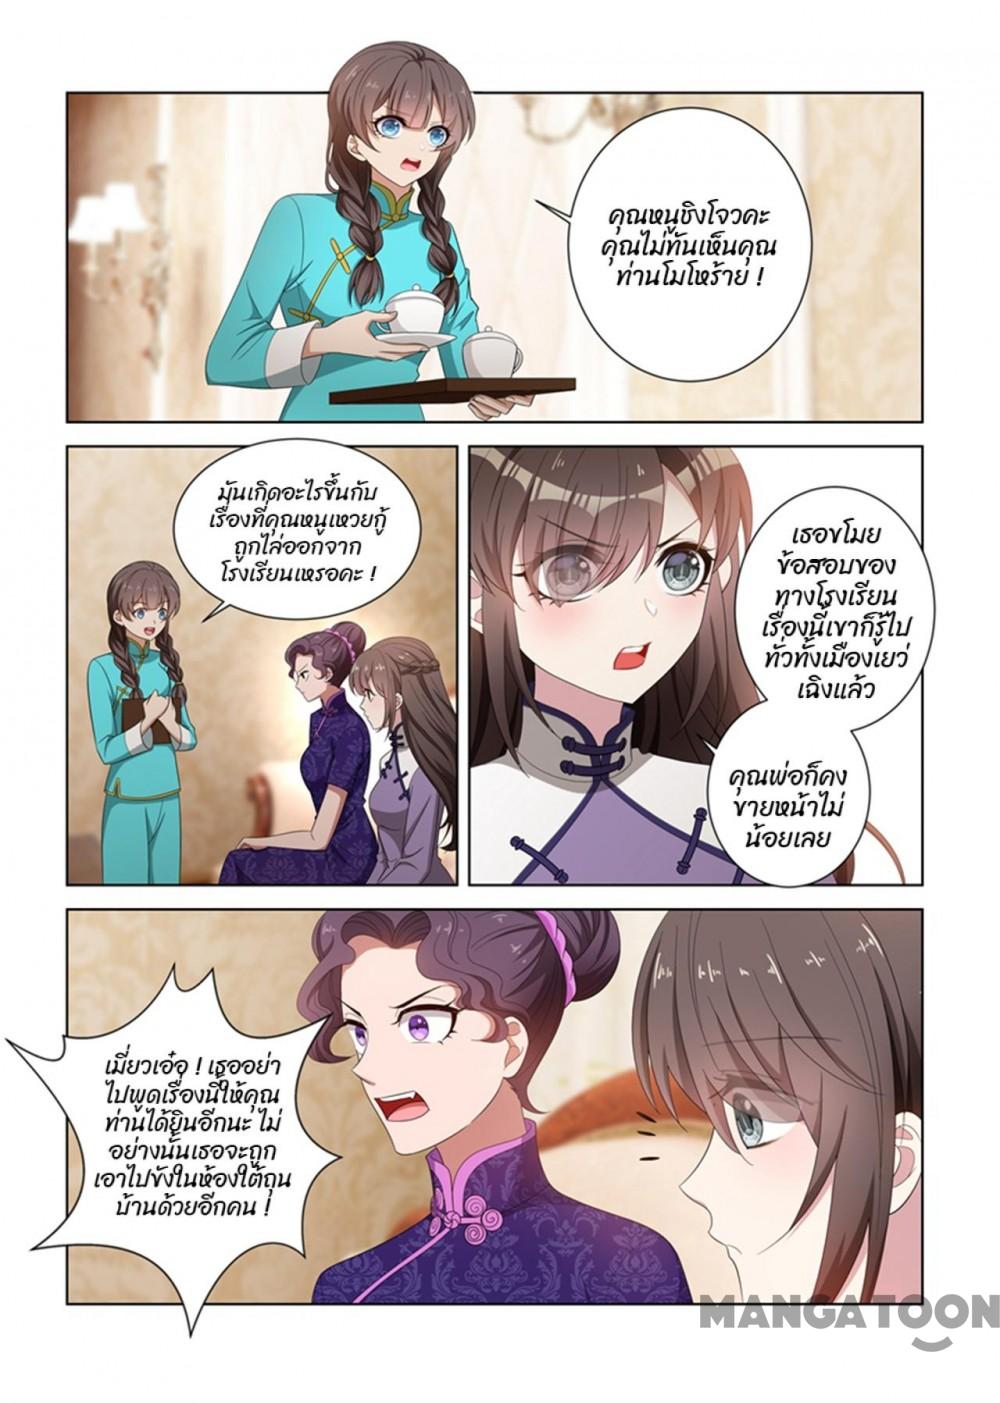 คุณหนูชิงโจวคะ
คุณไม่ทันเห็นคุณ
ท่านโมโหร้าย !
มันเกิดอะไรขึ้นกับ
เรื่องที่คุณหนูเหวยกู้
ถูกไล่ออกจาก
โรงเรียนเหรอคะ !
เธอขโมย
ข้อสอบของ
ทางโรงเรียน
เรื่องนี้เขาก็รู้ไป
ทั่วทั้งเมืองเยว่
เฉิงแล้ว
คุณพ่อก็คง
ขายหน้าไม่
น้อยเลย
เมี่ยวเอ๋อ ! เธออย่า
ไปพูดเรื่องนี้ให้คุณ
ท่านได้ยินอีกนะ ไม่
อย่างนั้นเธอจะถูก
เอาไปขังในห้องใต้ถุน
บ้านด้วยอีกคน !
MANGATOON